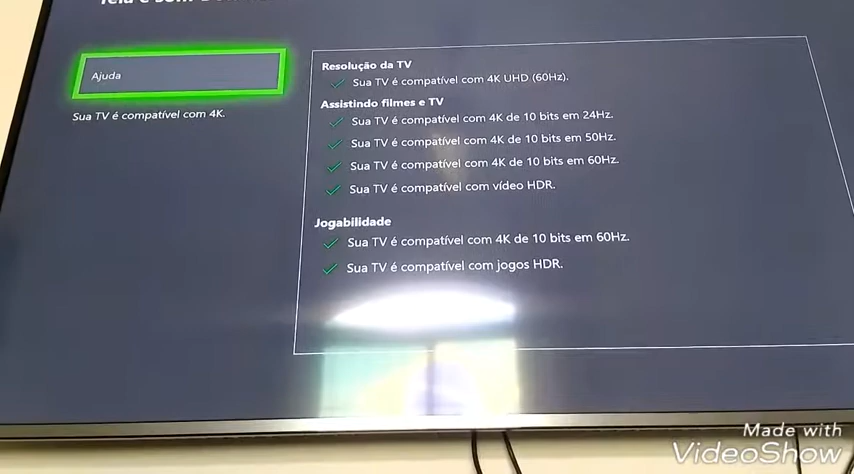 Ajuda
Sua TV é compatível com 4K.
Resolução da TV
Sua TV é compatível com 4K UHD (60Hz).
Assistindo filmes e TV
Sua TV é compatível com 4K de 10 bits em 24Hz.
Sua TV é compatível com 4K de 10 bits em 50Hz.
Sua TV é compatível com 4K de 10 bits em 60Hz.
Sua TV é compatível com vídeo HDR.
Jogabilidade
Sua TV é compatível com 4K de 10 bits em 60Hz.
Sua TV é compatível com jogos HDR.
Made with
VideoShow